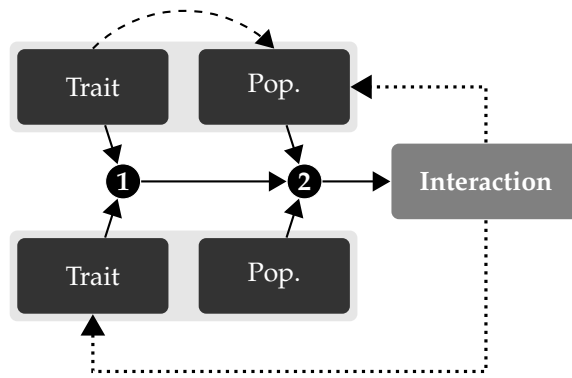 Trait
Pop.
1
2
Interaction
Trait
Pop.